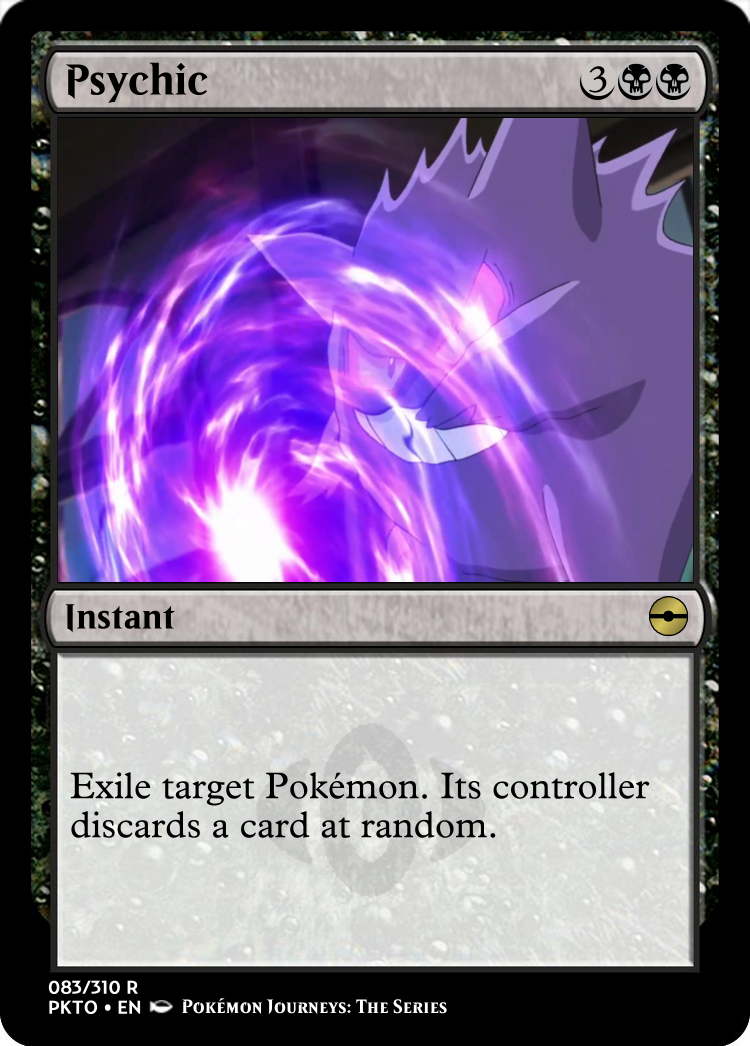 Psychic 3
Instant
Exile target Pokémon. Its controller
discards a card at random.
083/310 R
PKTO • EN Pokémon Journeys: The Series